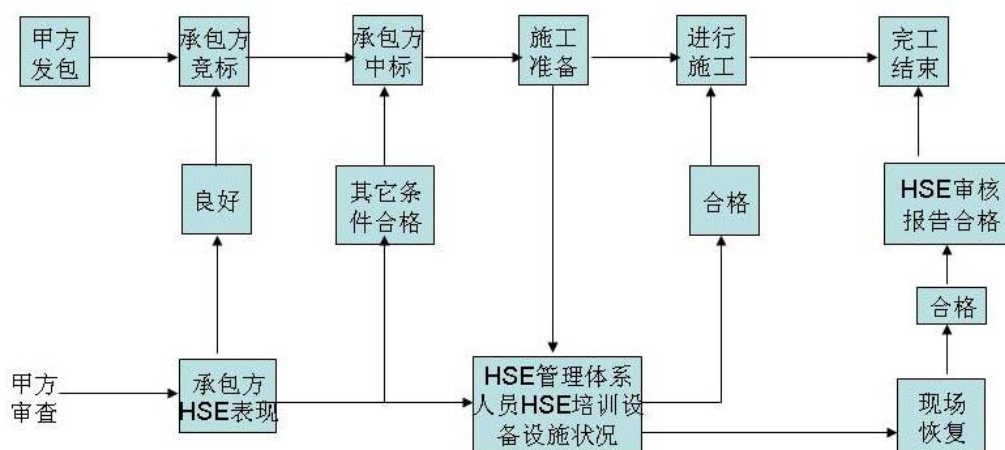 甲方
发包
承包方
竞标
承包方
中标
施工
准备
进行
施工
完工
结束
良好
其它条
件合格
合格
HSE审核
报告合格
合格
甲方
审查
承包方
HSE表现
HSE管理体系
人员HSE培训设
备设施状况
现场
恢复